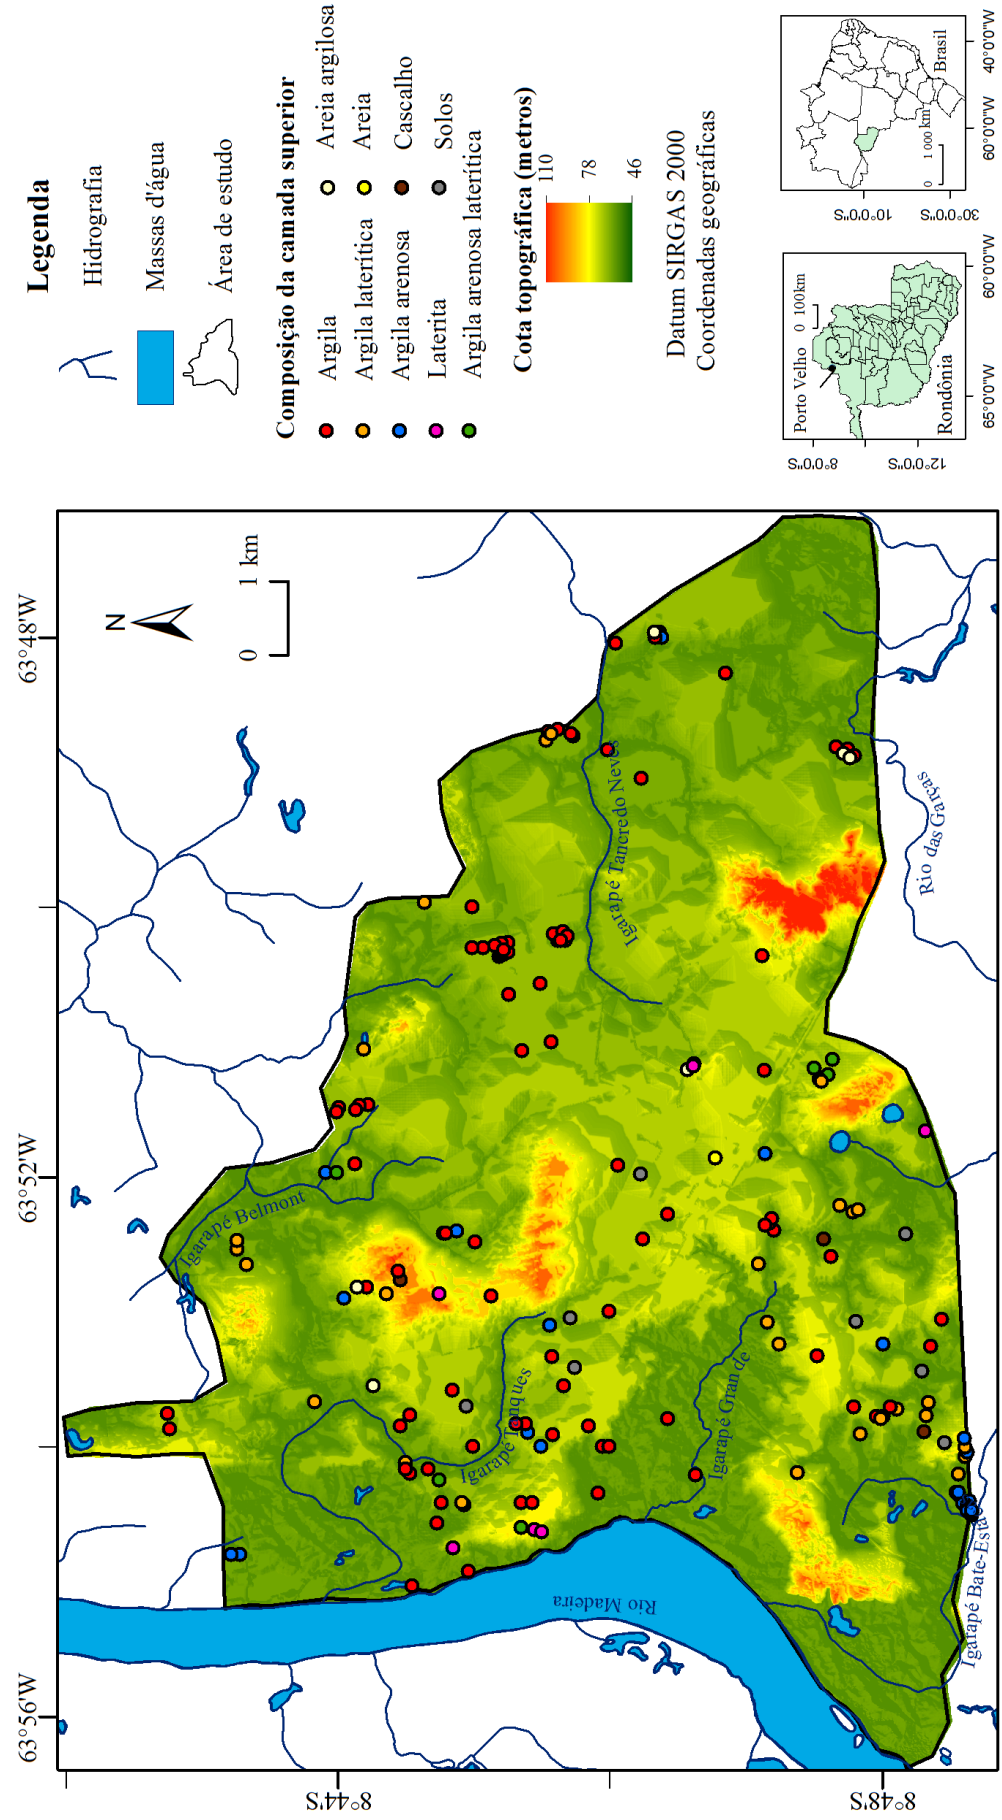 63°56'W
63°52'W
63°48'W
8°44'S
8°48'S
N
0
1 km
Igarapé Belmont
Igarapé Tanques
Igarapé Grande
Igarapé Tancredo Neves
Igarapé Bate-Estaca
Rio Madeira
Rio das Garças
Legenda
Hidrografia
Massas d'água
Área de estudo
Composição da camada superior
Argila
Areia argilosa
Argila laterítica
Areia
Argila arenosa
Cascalho
Laterita
Solos
Argila arenosa laterítica
Cota topográfica (metros)
110
78
46
Datum SIRGAS 2000
Coordenadas geográficas
Porto Velho
0 100km
Rondônia
8°0'0"S
12°0'0"S
65°0'0"W
60°0'0"W
0
1 000 km
Brasil
10°0'0"S
30°0'0"S
60°0'0"W
40°0'0"W